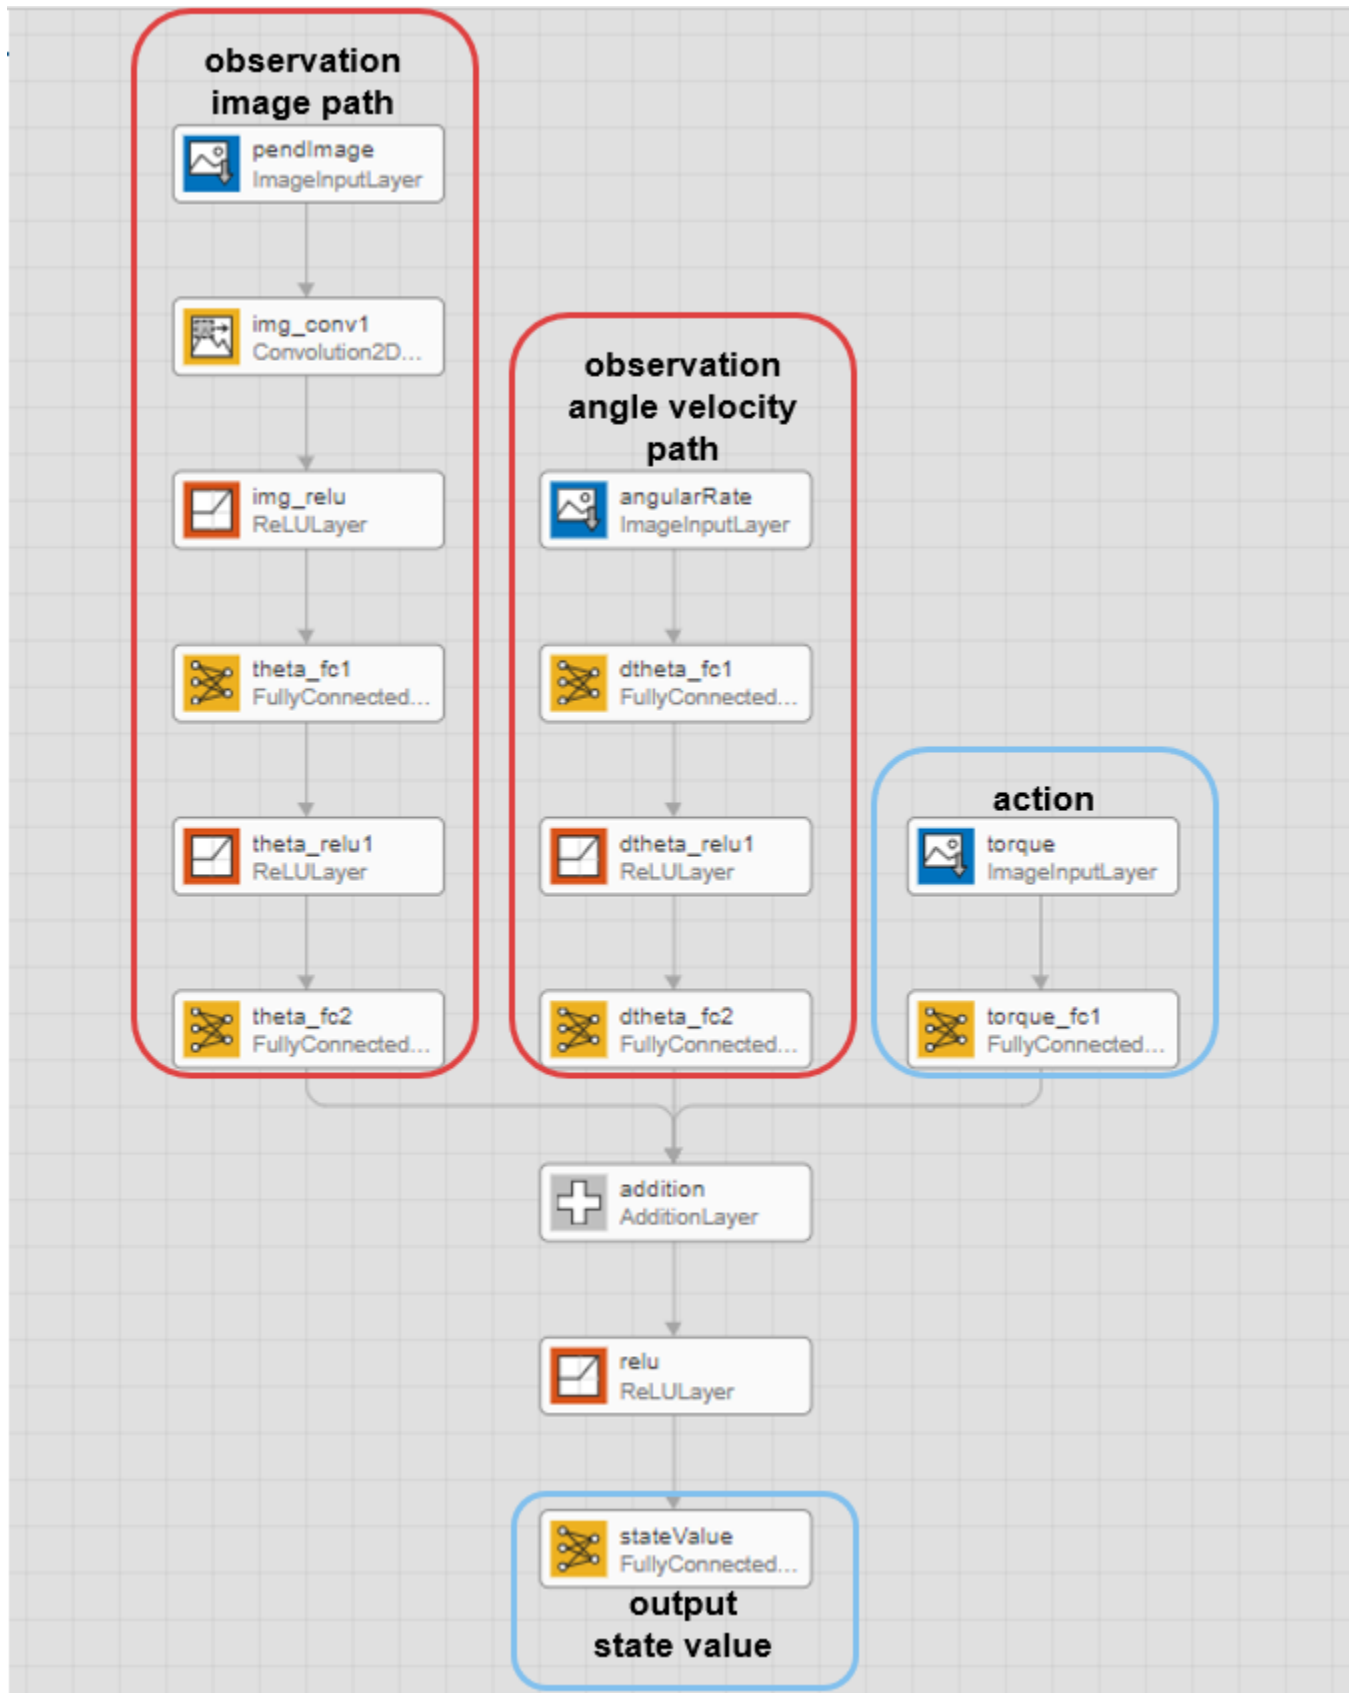 observation
image path
pendImage
ImageInputLayer
img_conv1
Convolution2D...
img_relu
ReLULayer
theta_fc1
FullyConnected...
theta_relu1
ReLULayer
theta_fc2
FullyConnected...
observation
angle velocity
path
angularRate
ImageInputLayer
dtheta_fc1
FullyConnected...
dtheta_relu1
ReLULayer
dtheta_fc2
FullyConnected...
action
torque
ImageInputLayer
torque_fc1
FullyConnected...
addition
AdditionLayer
relu
ReLULayer
stateValue
FullyConnected...
output
state value